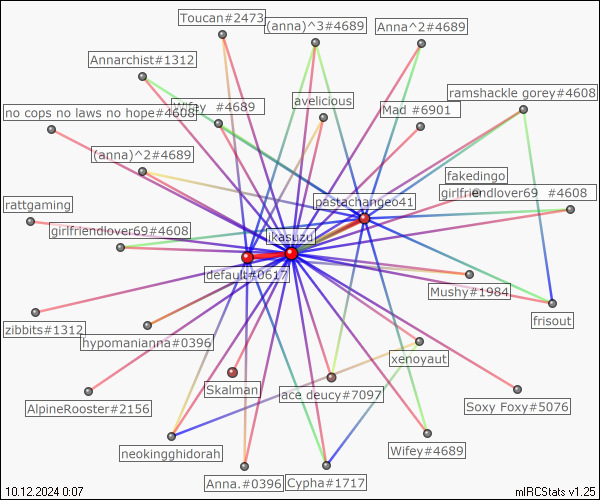 Toucan#2473
(anna)^3#4689
Anna^2#4689
Annarchist#1312
ramshackle gorey#4608
avelicious
no cops no laws no hope#4608
Wifey #4689
Mad #6901
(anna)^2#4689
fakedingo
girlfriendlover69 #4608
pastachange041
rattgaming
girlfriendlover69#4608
jkasuzu
default#0617
Mushy#1984
zibbits#1312
frisout
hypomanianna#0396
xenoyaut
Skalman
ace deucy#7097
AlpineRooster#2156
Soxy Foxy#5076
neokingghidorah
Wifey#4689
Anna.#0396
Cypha#1717
10.12.2024 0:07
mIRCStats v1.25